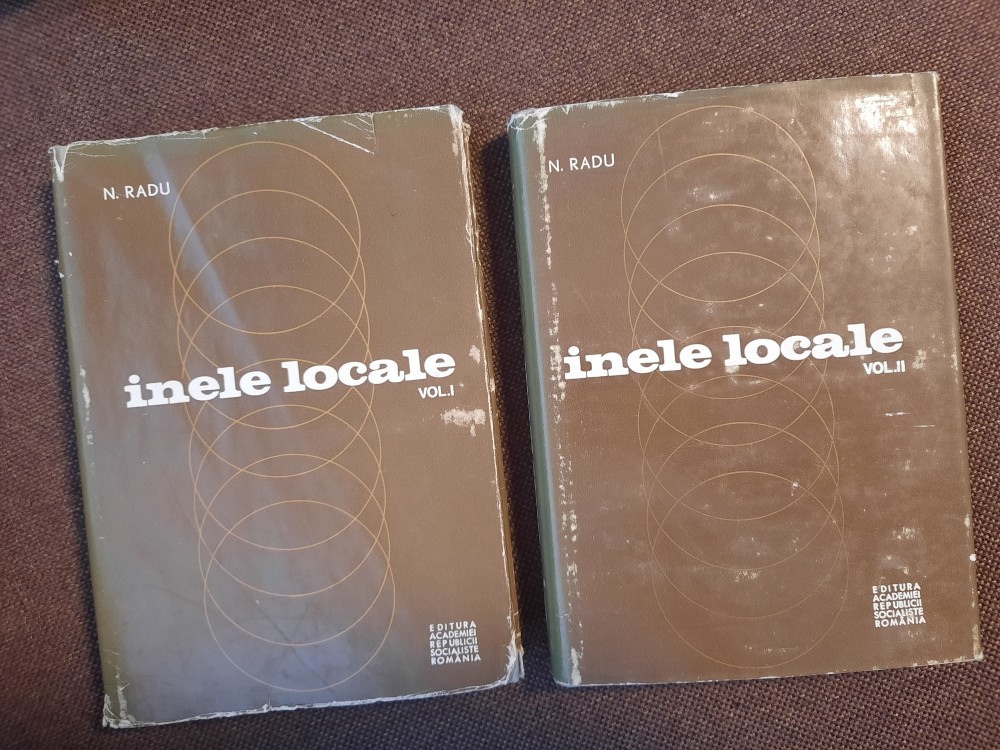 N. RADU
inele locale
VOL.I
EDITURA
ACADEMIEI
REPUBLICII
SOCIALISTE
ROMÂNIA
N. RADU
inele locale
VOL.II
EDITURA
ACADEMIEI
REPUBLICII
SOCIALISTE
ROMÂNIA